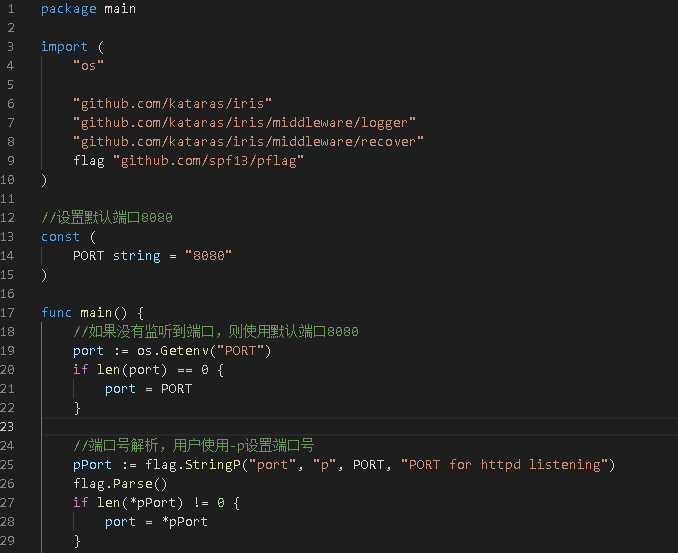 1 package main
2
3 import (
4     "os"
5
6     "github.com/kataras/iris"
7     "github.com/kataras/iris/middleware/logger"
8     "github.com/kataras/iris/middleware/recover"
9     flag "github.com/spf13/pflag"
10 )
11
12 //设置默认端口8080
13 const (
14     PORT string = "8080"
15 )
16
17 func main() {
18     //如果没有监听到端口，则使用默认端口8080
19     port := os.Getenv("PORT")
20     if len(port) == 0 {
21         port = PORT
22     }
23
24     //端口号解析，用户使用-p设置端口号
25     pPort := flag.StringP("port", "p", PORT, "PORT for httpd listening")
26     flag.Parse()
27     if len(*pPort) != 0 {
28         port = *pPort
29     }